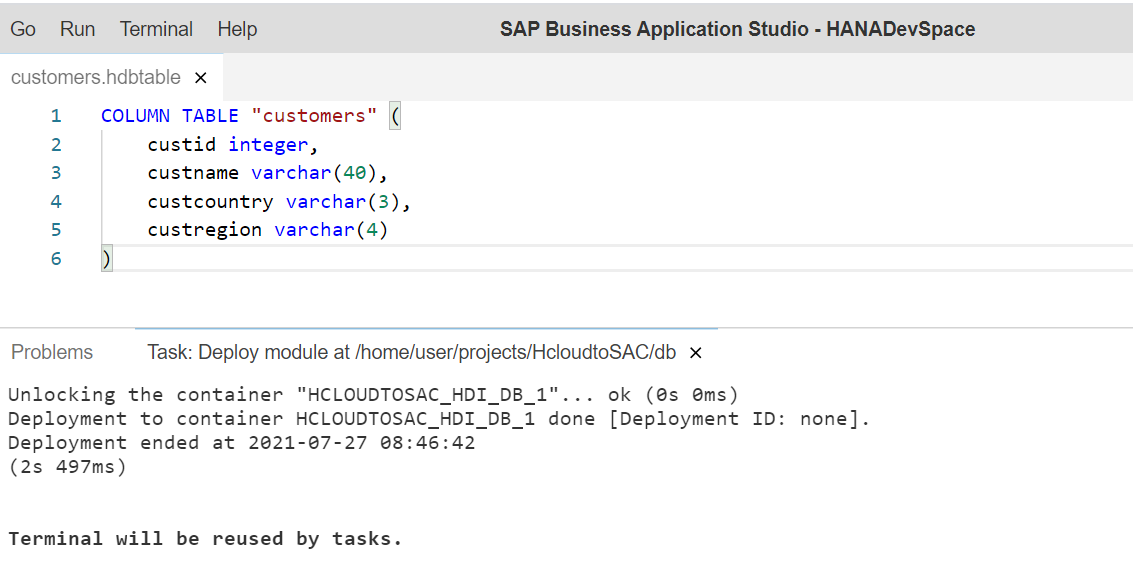 Go Run Terminal Help SAP Business Application Studio - HANADevSpace
customers.hdbtable ×
1 COLUMN TABLE "customers" (
2 custid integer,
3 custname varchar(40),
4 custcountry varchar(3),
5 custregion varchar(4)
6 )
Problems Task: Deploy module at /home/user/projects/HcloudtoSAC/db ×
Unlocking the container "HCLOUDTOSAC_HDI_DB_1"... ok (0s 0ms)
Deployment to container HCLOUDTOSAC_HDI_DB_1 done [Deployment ID: none].
Deployment ended at 2021-07-27 08:46:42
(2s 497ms)
Terminal will be reused by tasks.